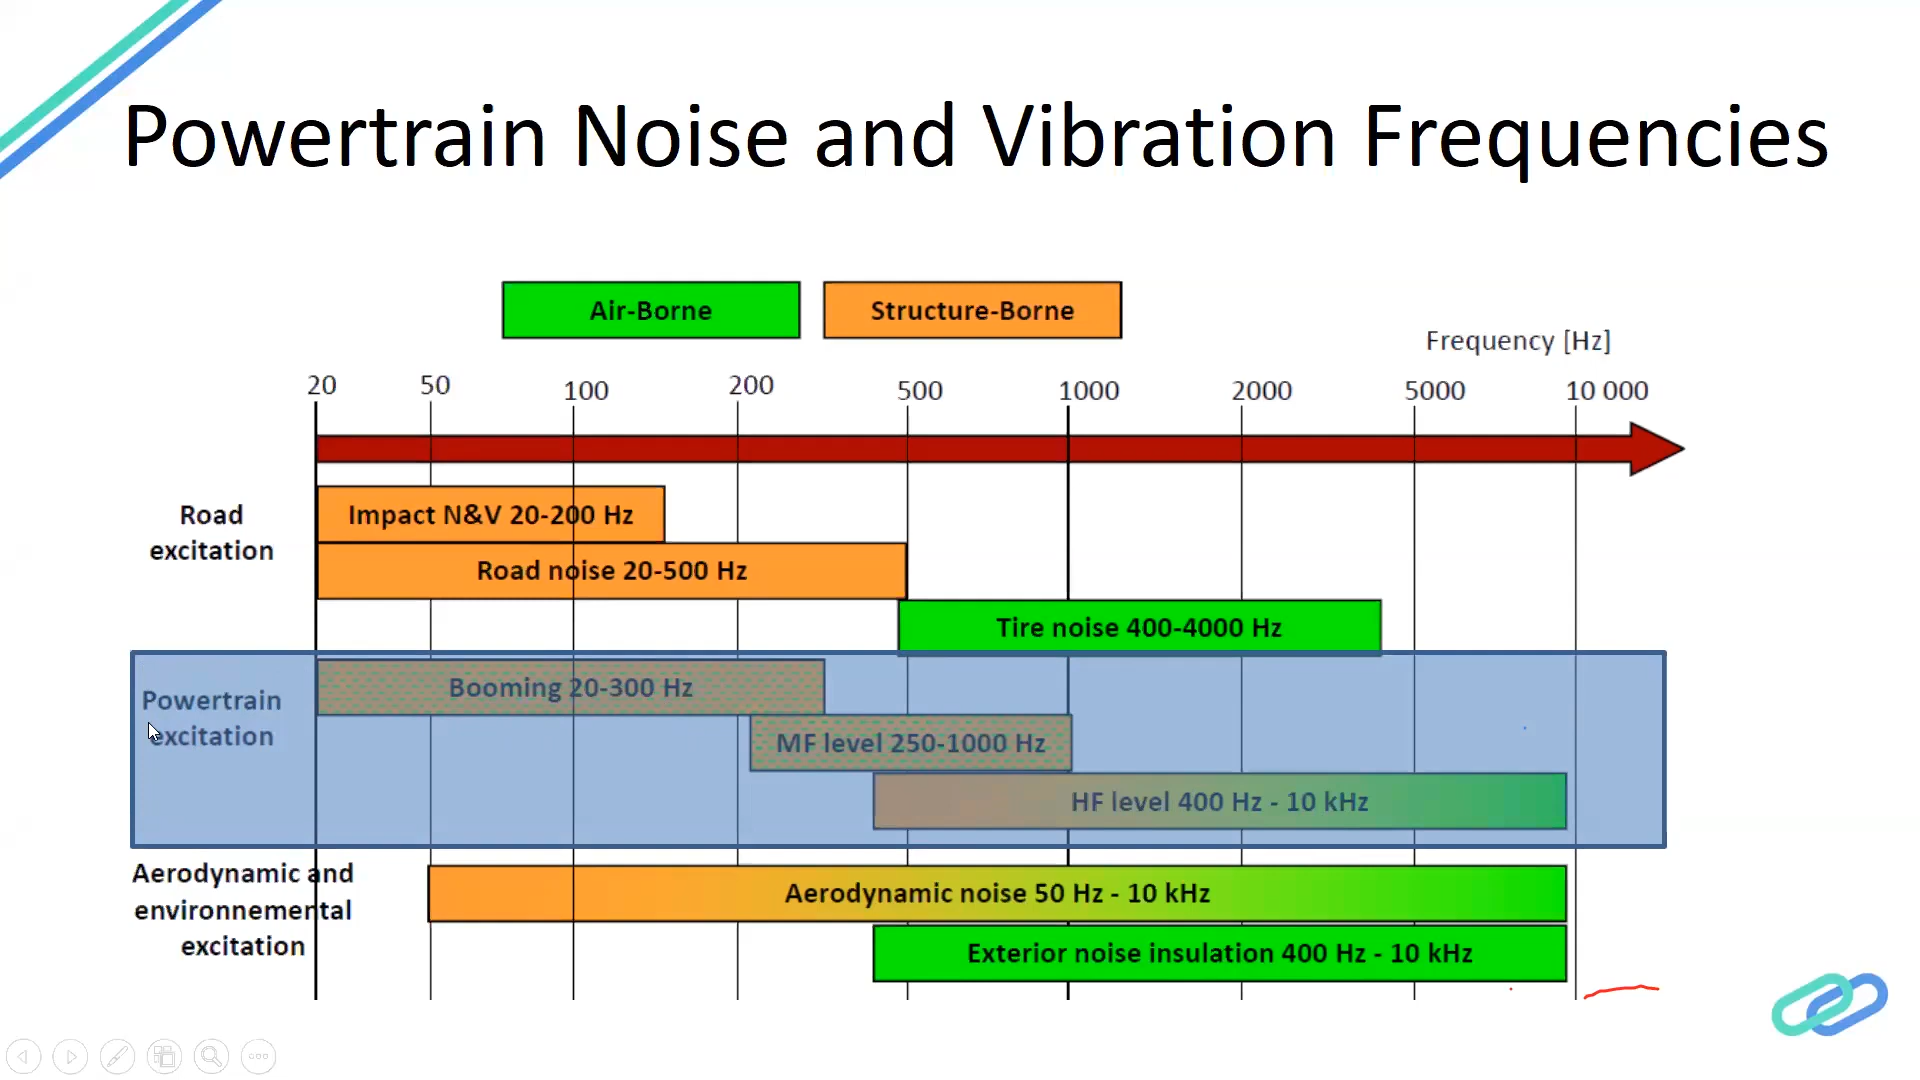 Powertrain Noise and Vibration Frequencies
Air-Borne
Structure-Borne
Frequency [Hz]
20 50 100 200 500 1000 2000 5000 10 000
Road
excitation
Impact N&V 20-200 Hz
Road noise 20-500 Hz
Tire noise 400-4000 Hz
Powertrain
excitation
Booming 20-300 Hz
MF level 250-1000 Hz
HF level 400 Hz - 10 kHz
Aerodynamic and
environnemental
excitation
Aerodynamic noise 50 Hz - 10 kHz
Exterior noise insulation 400 Hz - 10 kHz